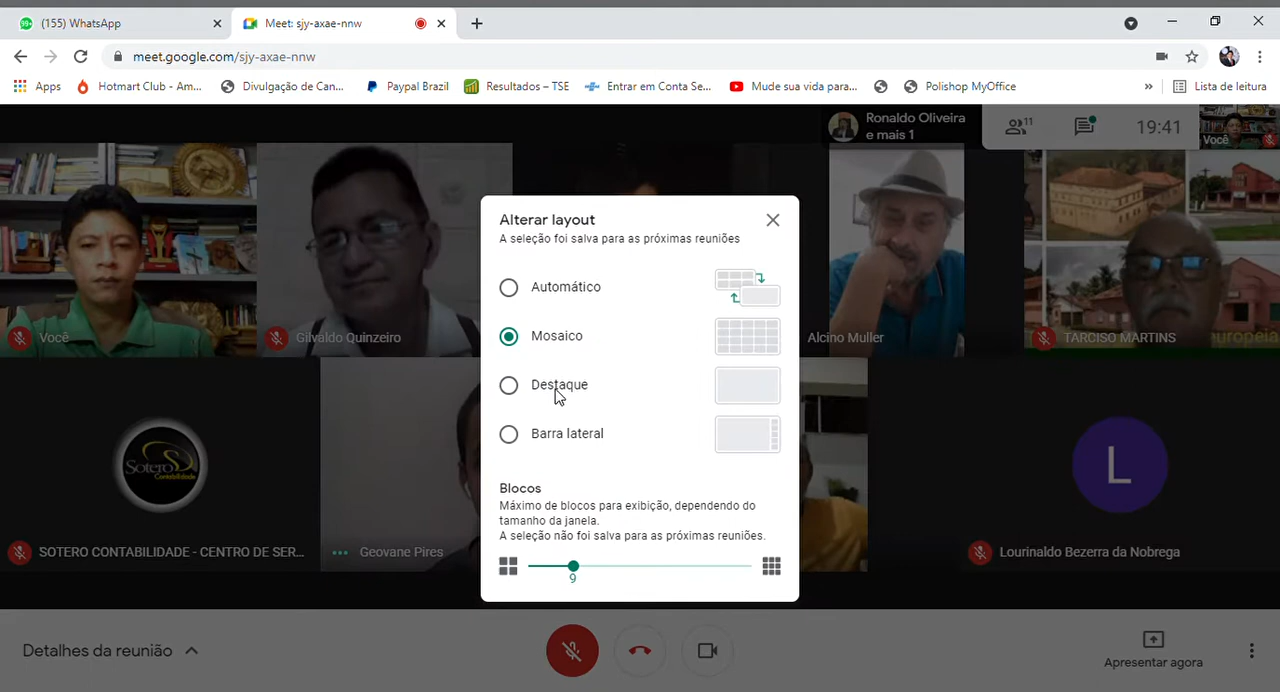 99+ (155) WhatsApp
Meet: sjy-axae-nnw
meet.google.com/sjy-axae-nnw
Apps Hotmart Club - Am... Divulgação de Can... Paypal Brazil Resultados – TSE Entrar em Conta Se... Mude sua vida para... Polishop MyOffice » Lista de leitura
Ronaldo Oliveira
e mais 1
11
19:41
Você
Alterar layout
A seleção foi salva para as próximas reuniões
Automático
Mosaico
Destaque
Barra lateral
Blocos
Máximo de blocos para exibição, dependendo do
tamanho da janela.
A seleção não foi salva para as próximas reuniões.
9
Você
Gilvaldo Quinzeiro
Alcino Muller
TARCISO MARTINS
europeia
Sotero
Contabilidade
SOTERO CONTABILIDADE - CENTRO DE SER...
Geovane Pires
L
Lourinaldo Bezerra da Nobrega
Detalhes da reunião
Apresentar agora